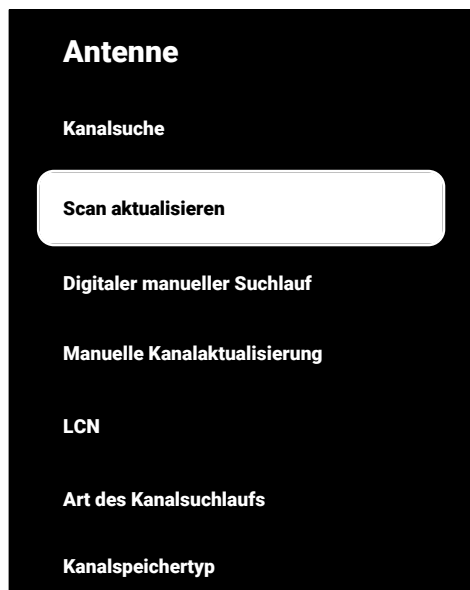 Antenne
Kanalsuche
Scan aktualisieren
Digitaler manueller Suchlauf
Manuelle Kanalaktualisierung
LCN
Art des Kanalsuchlaufs
Kanalspeichertyp